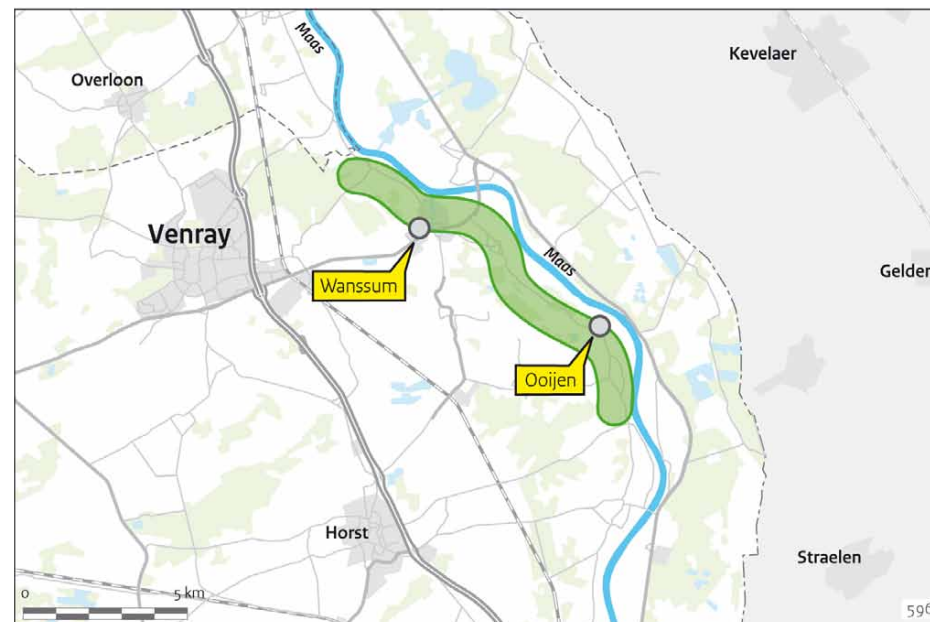 Maas
Kevelaer
Overloon
Venray
Maas
Gelder
Wanssum
Ooijen
Horst
Straelen
0
5 km
596